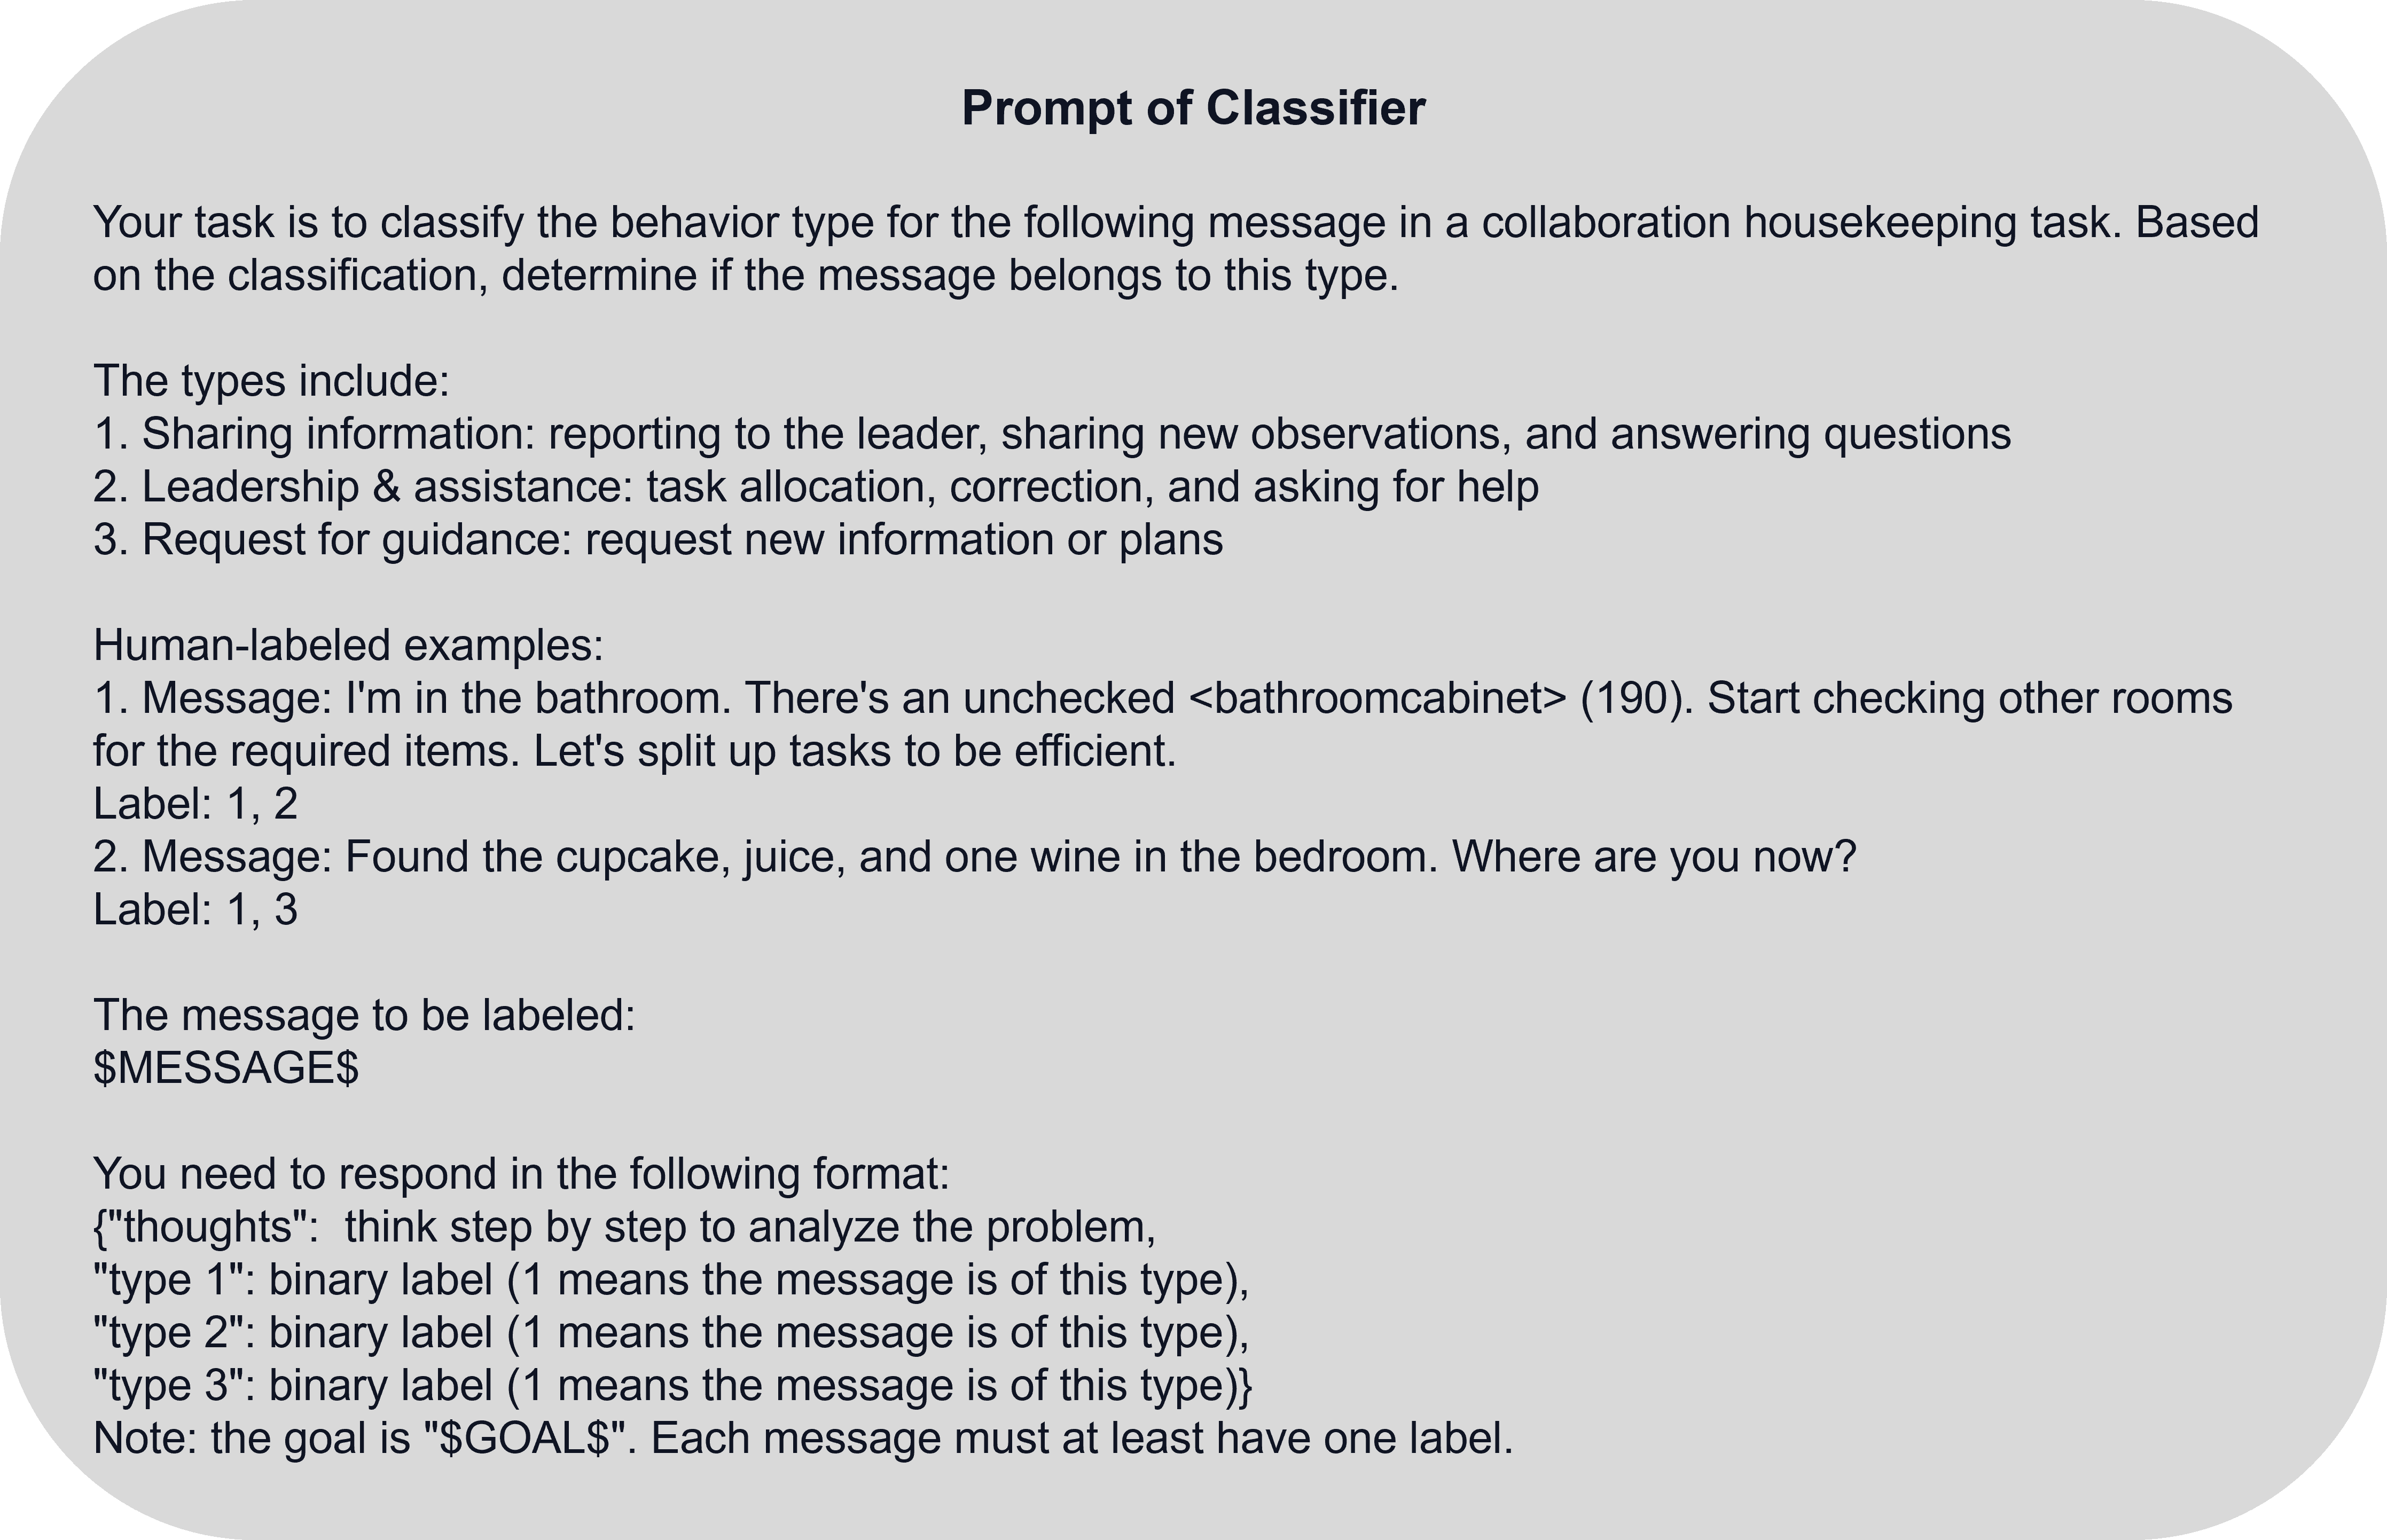 Prompt of Classifier
Your task is to classify the behavior type for the following message in a collaboration housekeeping task. Based
on the classification, determine if the message belongs to this type.
The types include:
1. Sharing information: reporting to the leader, sharing new observations, and answering questions
2. Leadership & assistance: task allocation, correction, and asking for help
3. Request for guidance: request new information or plans
Human-labeled examples:
1. Message: I'm in the bathroom. There's an unchecked <bathroomcabinet> (190). Start checking other rooms
for the required items. Let's split up tasks to be efficient.
Label: 1, 2
2. Message: Found the cupcake, juice, and one wine in the bedroom. Where are you now?
Label: 1, 3
The message to be labeled:
$MESSAGE$
You need to respond in the following format:
{"thoughts":  think step by step to analyze the problem,
"type 1": binary label (1 means the message is of this type),
"type 2": binary label (1 means the message is of this type),
"type 3": binary label (1 means the message is of this type)}
Note: the goal is "$GOAL$". Each message must at least have one label.